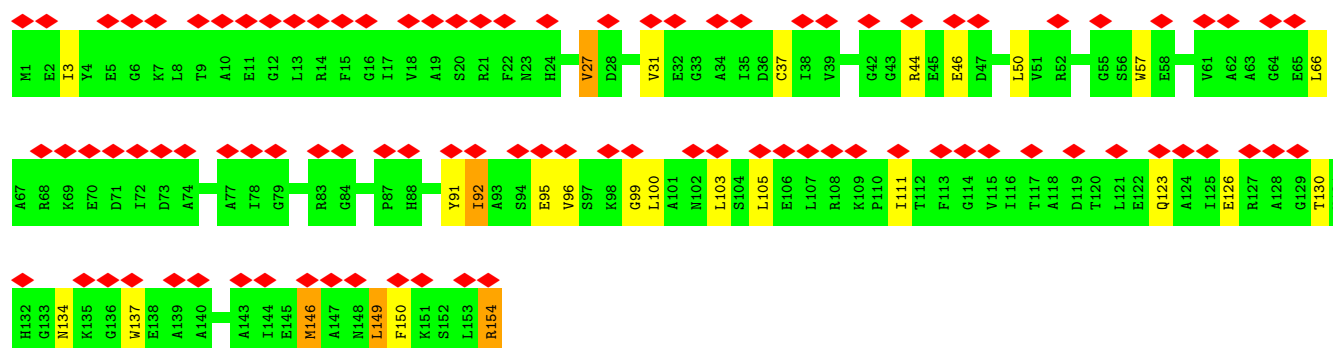 M1 E2 I3 Y4 E5 G6 K7 L8 T9 A10 E11 G12 L13 R14 F15 G16 I17 V18 A19 S20 R21 F22 N23 H24 V27 D28 V31 E32 G33 A34 I35 D36 C37 I38 V39 G42 G43 R44 E45 E46 D47 L50 V51 R52 G55 S56 W57 E58 V61 A62 A63 G64 E65 L66
A67 R68 K69 E70 D71 I72 D73 A74 A77 I78 G79 R83 G84 P87 H88 Y91 I92 A93 S94 E95 V96 S97 K98 G99 L100 A101 N102 L103 S104 L105 E106 L107 R108 K109 P110 I111 T112 F113 G114 V115 I116 T117 A118 D119 T120 L121 E122 Q123 A124 I125 E126 R127 A128 G129 T130
H132 G133 N134 K135 G136 W137 E138 A139 A140 A143 I144 E145 M146 A147 N148 L149 F150 K151 S152 L153 R154